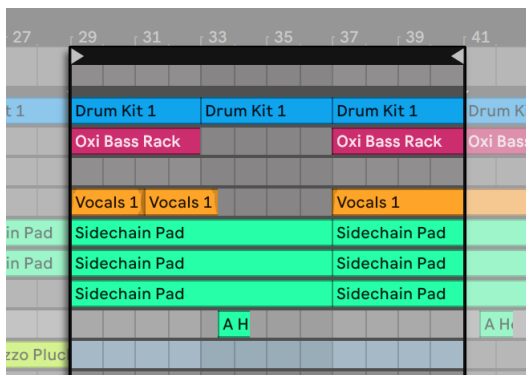 27 29 31 33 35 37 39 41
t 1 Drum Kit 1 Drum Kit 1 Drum Kit 1 Drum K
Oxi Bass Rack Oxi Bass Rack Oxi Bas
Vocals 1 Vocals 1 Vocals 1
in Pad Sidechain Pad Sidechain Pad
in Pad Sidechain Pad Sidechain Pad
Sidechain Pad Sidechain Pad
A H A H
zzo Pluc